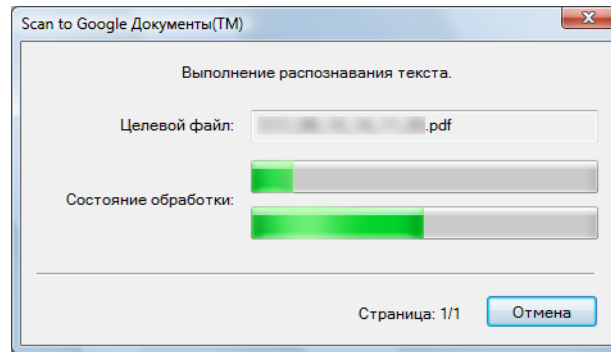 Scan to Google Документы(TM)
Выполнение распознавания текста.
Целевой файл: .pdf
Состояние обработки:
Страница: 1/1 Отмена